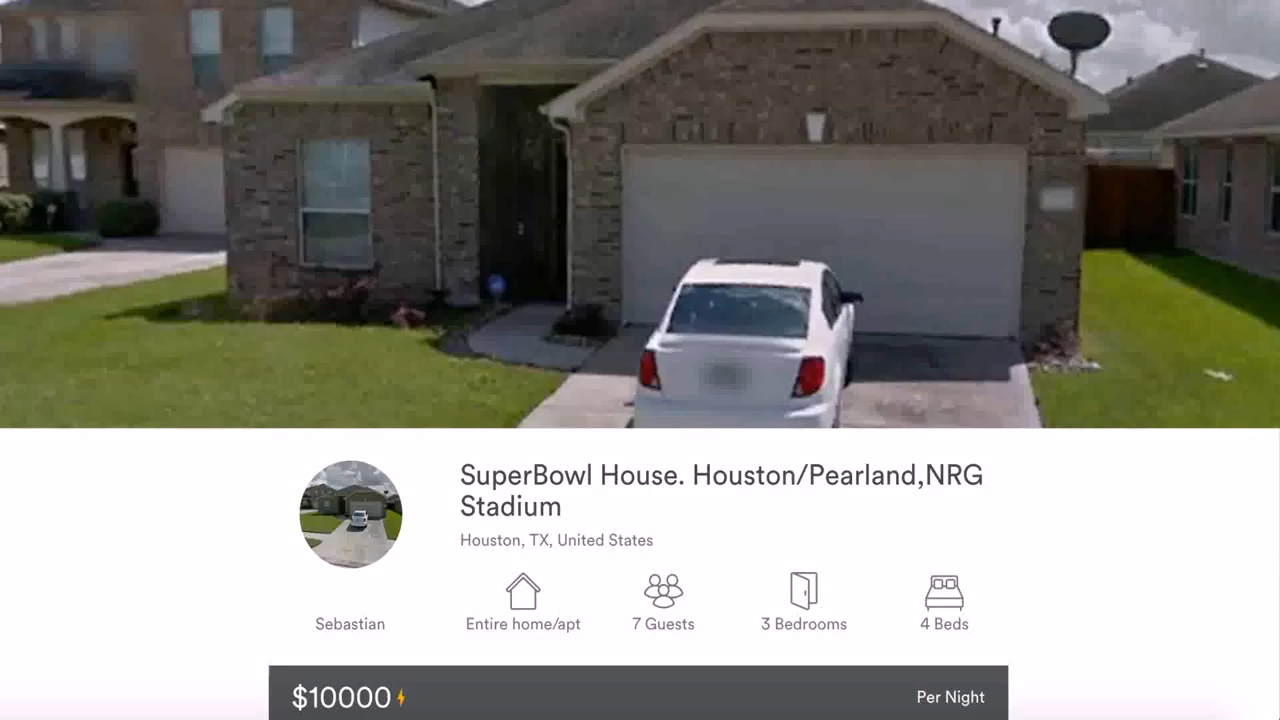 SuperBowl House. Houston/Pearland,NRG
Stadium
Houston, TX, United States
Sebastian
Entire home/apt
7 Guests
3 Bedrooms
4 Beds
$10000
Per Night